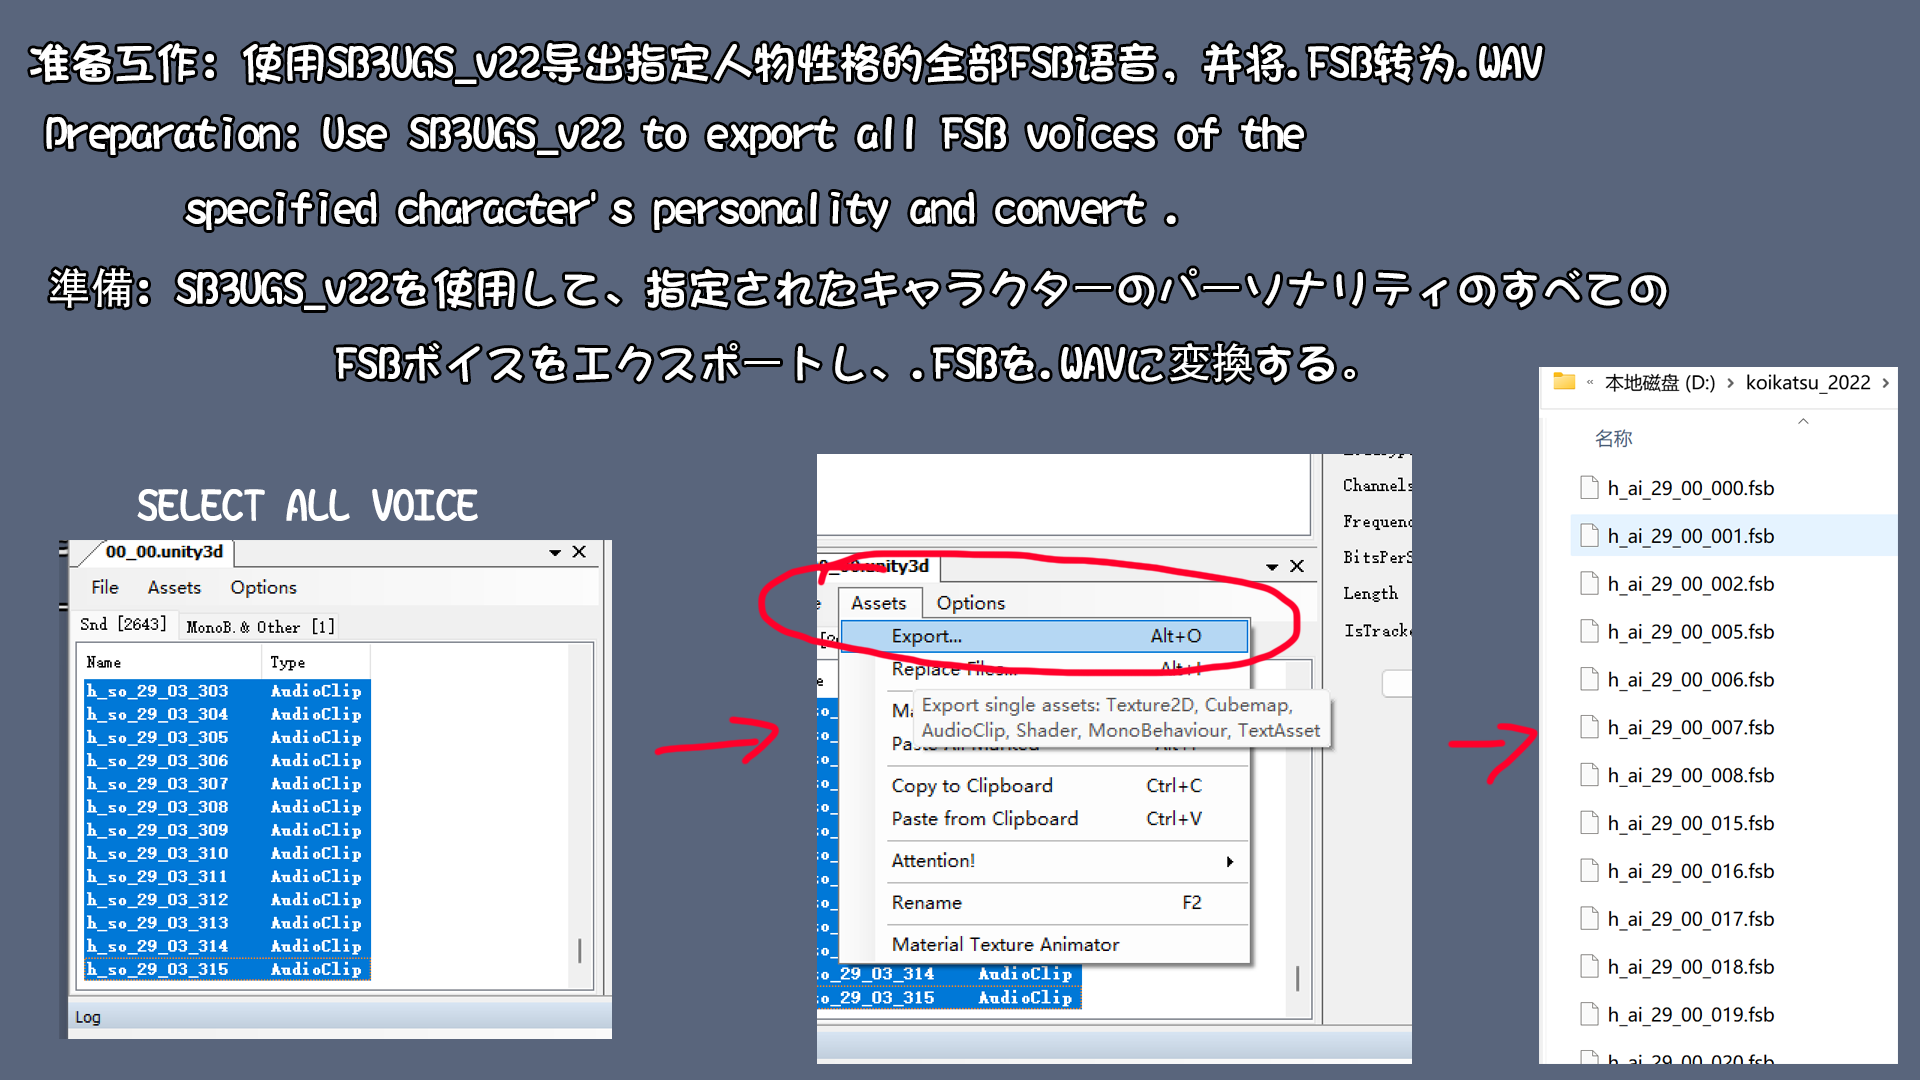 准备工作：使用SB3UGS_v22导出指定人物性格的全部FSB语音，并将.FSB转为.WAV
Preparation: Use SB3UGS_v22 to export all FSB voices of the
specified character's personality and convert .
準備：SB3UGS_v22を使用して、指定されたキャラクターのパーソナリティのすべての
FSBボイスをエクスポートし、.FSBを.WAVに変換する。
SELECT ALL VOICE
00_00.unity3d
File Assets Options
Snd [2643] MonoB. & Other [1]
Name Type
h_so_29_03_303 AudioClip
h_so_29_03_304 AudioClip
h_so_29_03_305 AudioClip
h_so_29_03_306 AudioClip
h_so_29_03_307 AudioClip
h_so_29_03_308 AudioClip
h_so_29_03_309 AudioClip
h_so_29_03_310 AudioClip
h_so_29_03_311 AudioClip
h_so_29_03_312 AudioClip
h_so_29_03_313 AudioClip
h_so_29_03_314 AudioClip
h_so_29_03_315 AudioClip
Log
Channels
Frequenc
BitsPerS
Length
IsTracke
0_00.unity3d
Assets Options
Export... Alt+O
Replace Files...
Export single assets: Texture2D, Cubemap,
AudioClip, Shader, MonoBehaviour, TextAsset
Copy to Clipboard Ctrl+C
Paste from Clipboard Ctrl+V
Attention!
Rename F2
Material Texture Animator
so_29_03_314 AudioClip
so_29_03_315 AudioClip
« 本地磁盘 (D:) › koikatsu_2022 ›
名称
h_ai_29_00_000.fsb
h_ai_29_00_001.fsb
h_ai_29_00_002.fsb
h_ai_29_00_005.fsb
h_ai_29_00_006.fsb
h_ai_29_00_007.fsb
h_ai_29_00_008.fsb
h_ai_29_00_015.fsb
h_ai_29_00_016.fsb
h_ai_29_00_017.fsb
h_ai_29_00_018.fsb
h_ai_29_00_019.fsb
h_ai_29_00_020.fsb